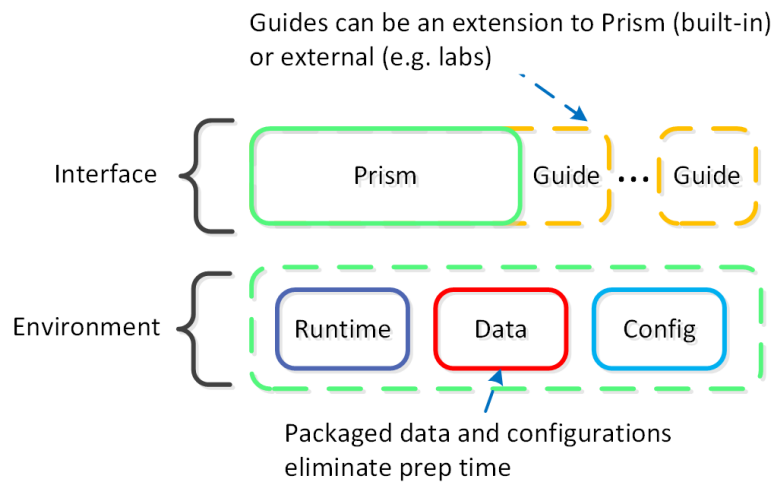 Guides can be an extension to Prism (built-in)
or external (e.g. labs)
Interface
Prism
Guide
...
Guide
Environment
Runtime
Data
Config
Packaged data and configurations
eliminate prep time